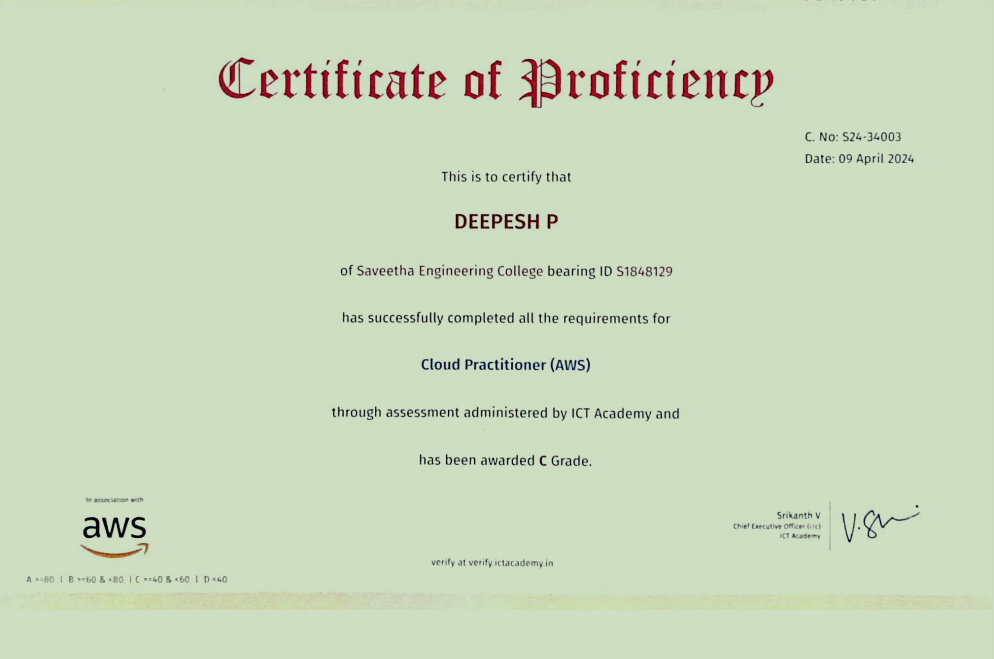 Certificate of Proficiency
C. No: S24-34003
Date: 09 April 2024
This is to certify that
DEEPESH P
of Saveetha Engineering College bearing ID S1848129
has successfully completed all the requirements for
Cloud Practitioner (AWS)
through assessment administered by ICT Academy and
has been awarded C Grade.
In association with
aws
Srikanth V
Chief Executive Officer (i/c)
ICT Academy
V.S
verify at verify.ictacademy.in
A >=80 | B >=60 & <80 | C >=40 & <60 | D <40